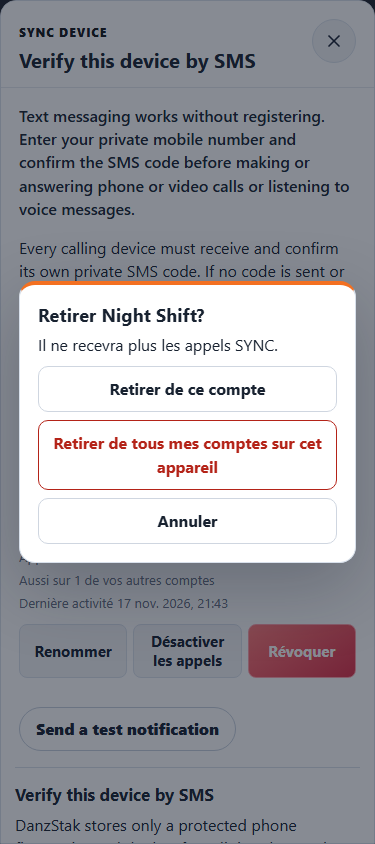 SYNC DEVICE
Verify this device by SMS
Text messaging works without registering.
Enter your private mobile number and
confirm the SMS code before making or
answering phone or video calls or listening to
voice messages.
Every calling device must receive and confirm
its own private SMS code. If no code is sent or
Retirer Night Shift?
Il ne recevra plus les appels SYNC.
Retirer de ce compte
Retirer de tous mes comptes sur cet
appareil
Annuler
Aussi sur 1 de vos autres comptes
Dernière activité 17 nov. 2026, 21:43
Renommer
Désactiver
les appels
Révoquer
Send a test notification
Verify this device by SMS
DanzStak stores only a protected phone